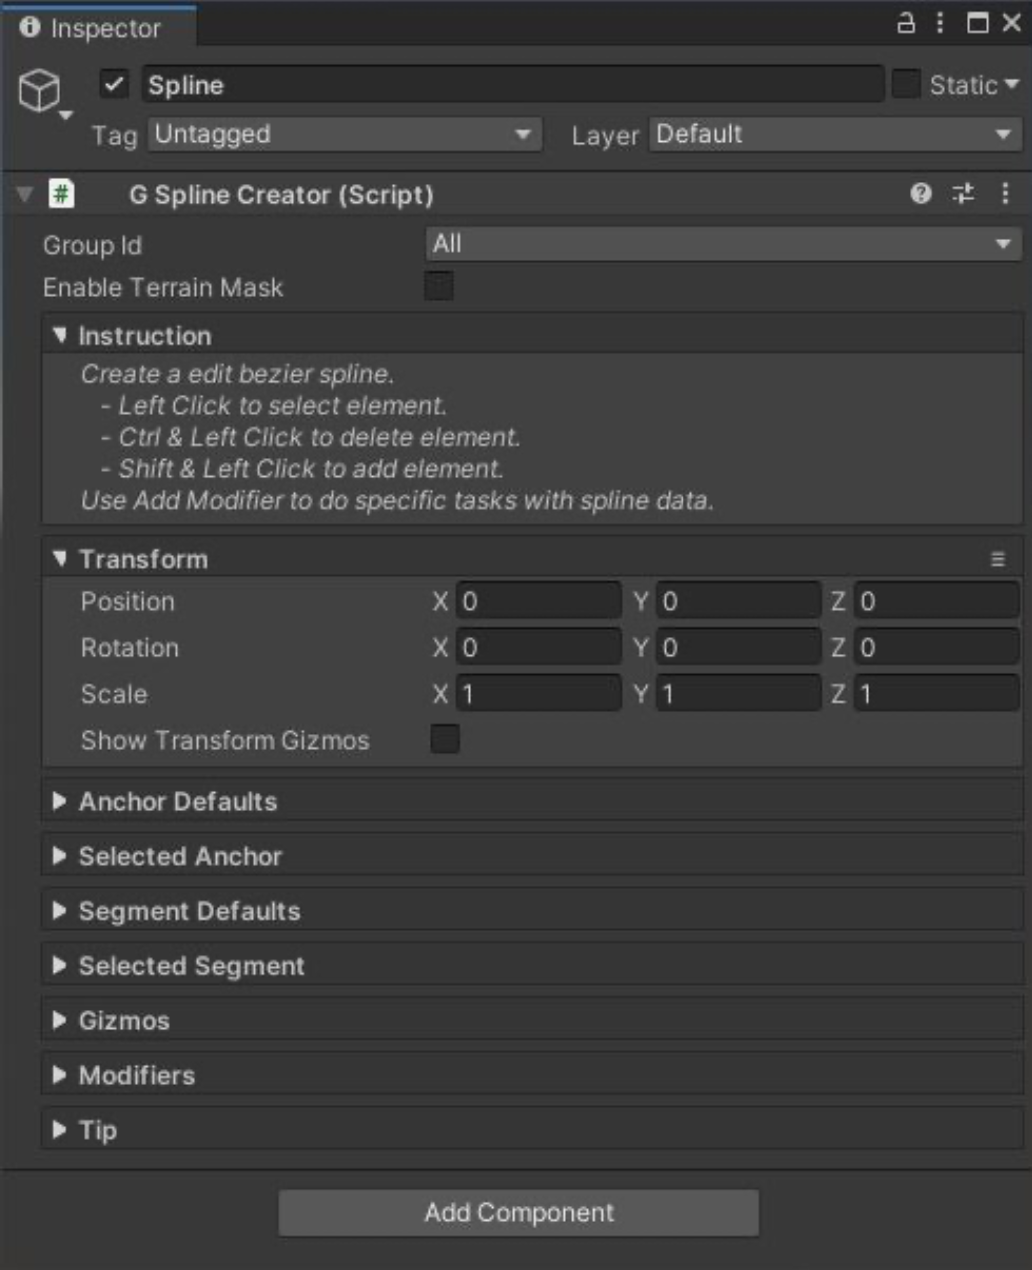 Inspector
Spline Static
Tag Untagged Layer Default
# G Spline Creator (Script)
Group Id All
Enable Terrain Mask
Instruction
Create a edit bezier spline.
- Left Click to select element.
- Ctrl & Left Click to delete element.
- Shift & Left Click to add element.
Use Add Modifier to do specific tasks with spline data.
Transform
Position X 0 Y 0 Z 0
Rotation X 0 Y 0 Z 0
Scale X 1 Y 1 Z 1
Show Transform Gizmos
Anchor Defaults
Selected Anchor
Segment Defaults
Selected Segment
Gizmos
Modifiers
Tip
Add Component